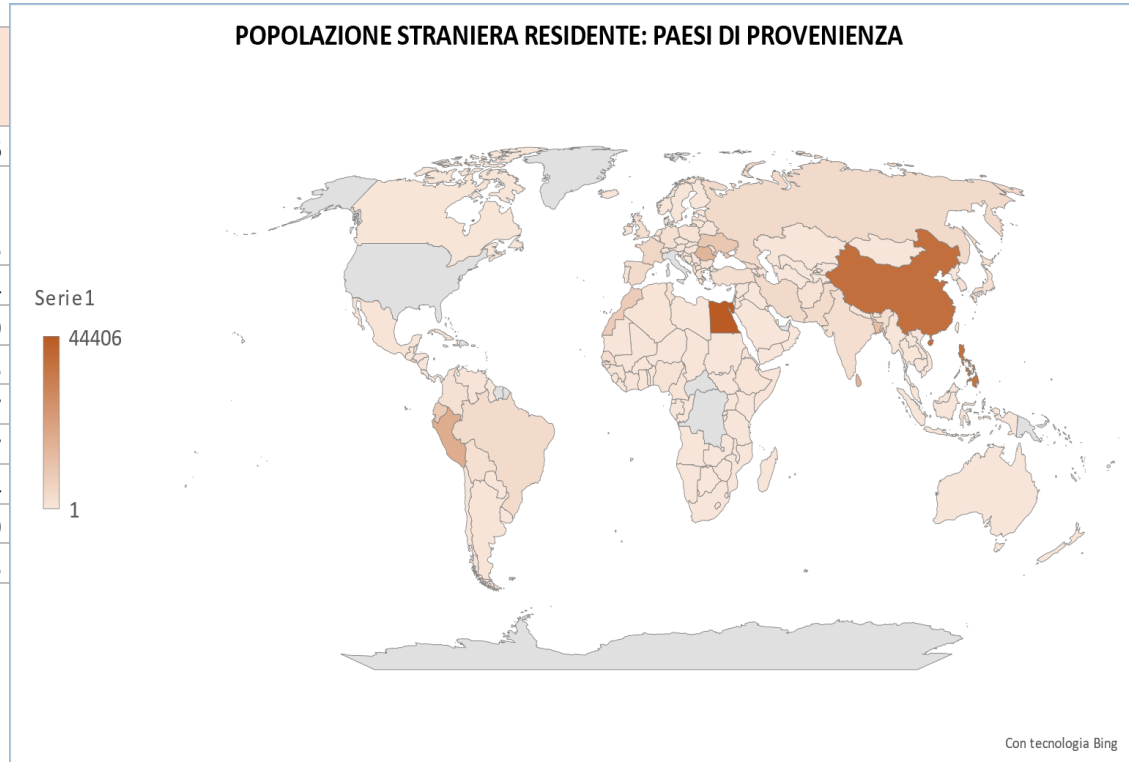 POPOLAZIONE STRANIERA RESIDENTE: PAESI DI PROVENIENZA
Serie1
44406
1
Con tecnologia Bing